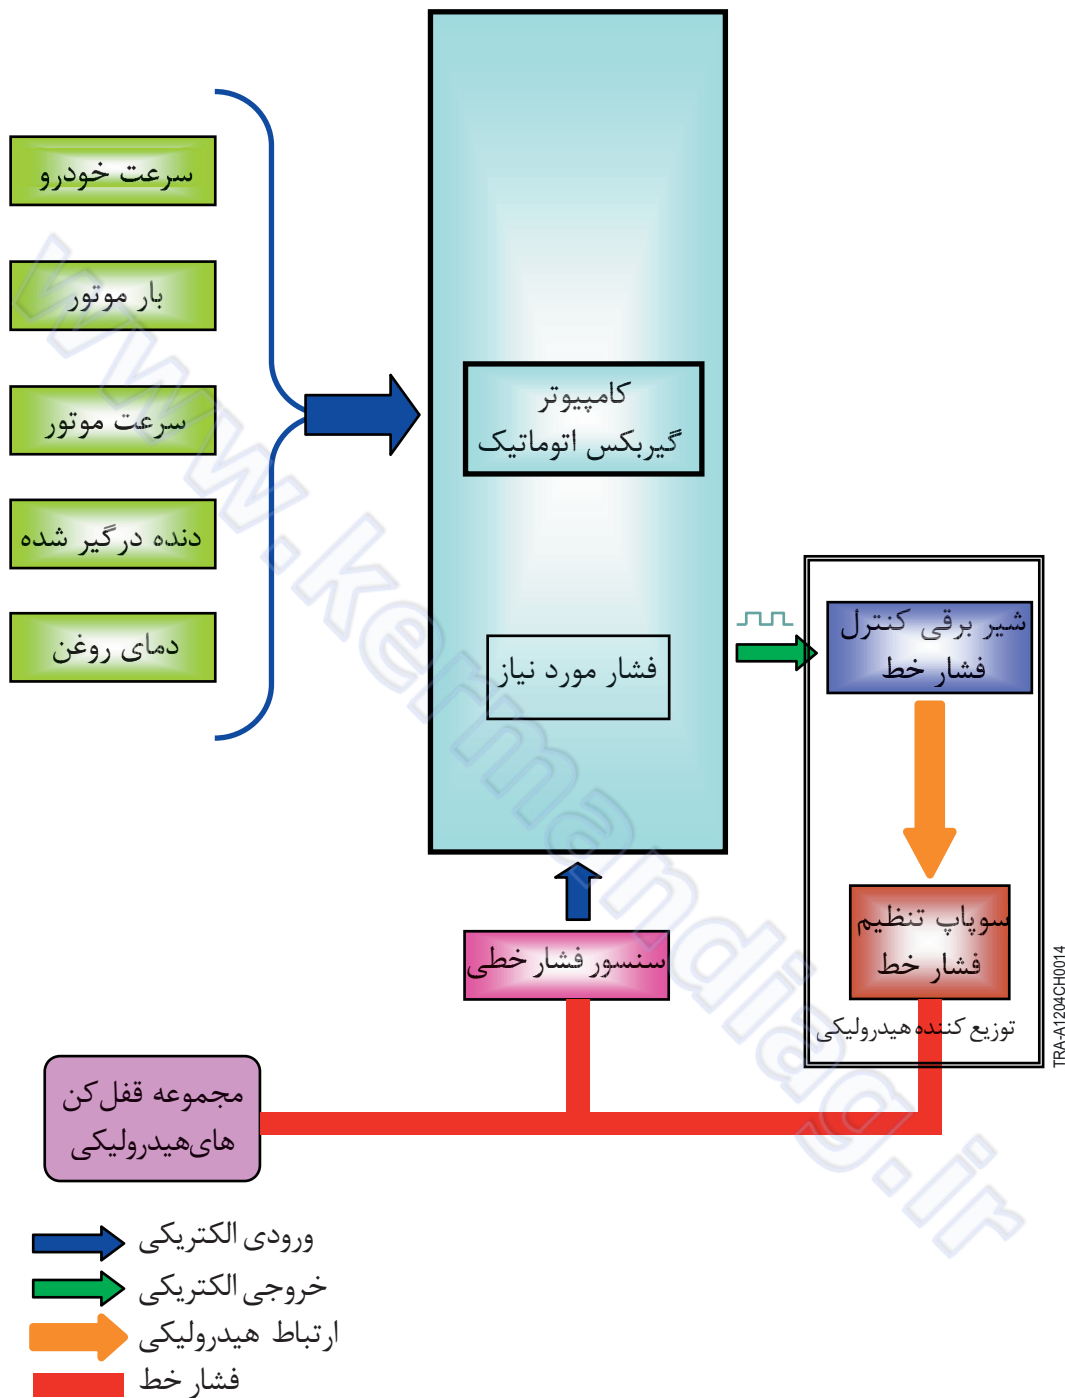 سرعت خودرو
بار موتور
سرعت موتور
دنده درگیر شده
دمای روغن
کامپیوتر
گیربکس اتوماتیک
فشار مورد نیاز
شیر برقی کنترل
فشار خط
سوپاپ تنظیم
فشار خط
توزیع کننده هیدرولیکی
سنسور فشار خطی
مجموعه قفل کن
های هیدرولیکی
ورودی الکتریکی
خروجی الکتریکی
ارتباط هیدرولیکی
فشار خط
TRA-A1204CH0014
www.kermandiag.ir